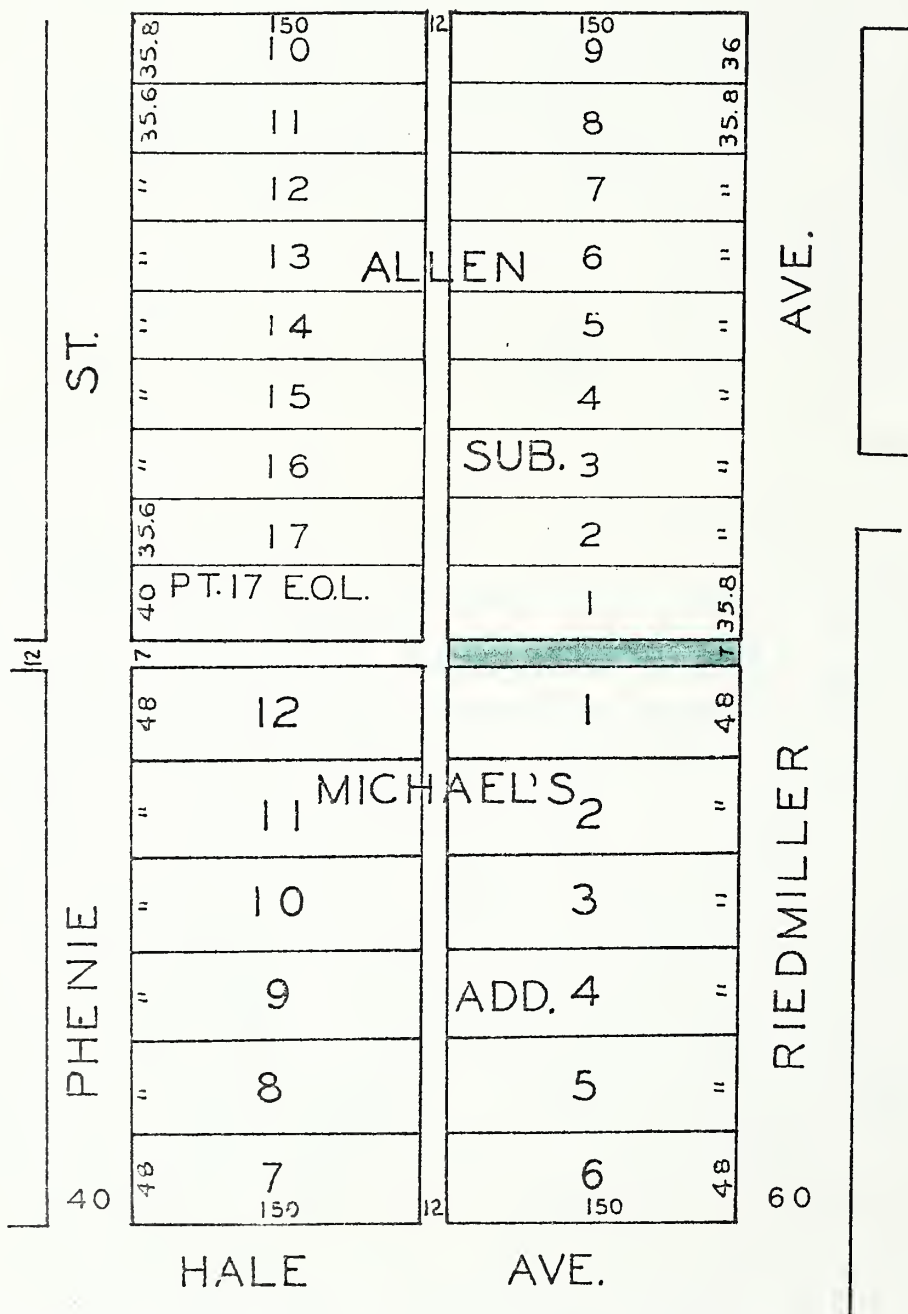 150 12 150
35.8 10 9 36
35.6 11 8 35.8
" 12 7 "
" 13 ALLEN 6 "
" 14 5 "
ST. AVE.
" 15 4 "
" 16 SUB. 3 "
35.6 17 2 "
40 PT. 17 E.O.L. 1 35.8
12 7 7
48 12 1 48
" 11 MICHAEL'S 2 "
" 10 3 "
PHENIE RIEDMILLER
" 9 ADD. 4 "
" 8 5 "
48 7 6 48
40 150 12 150 60
HALE AVE.